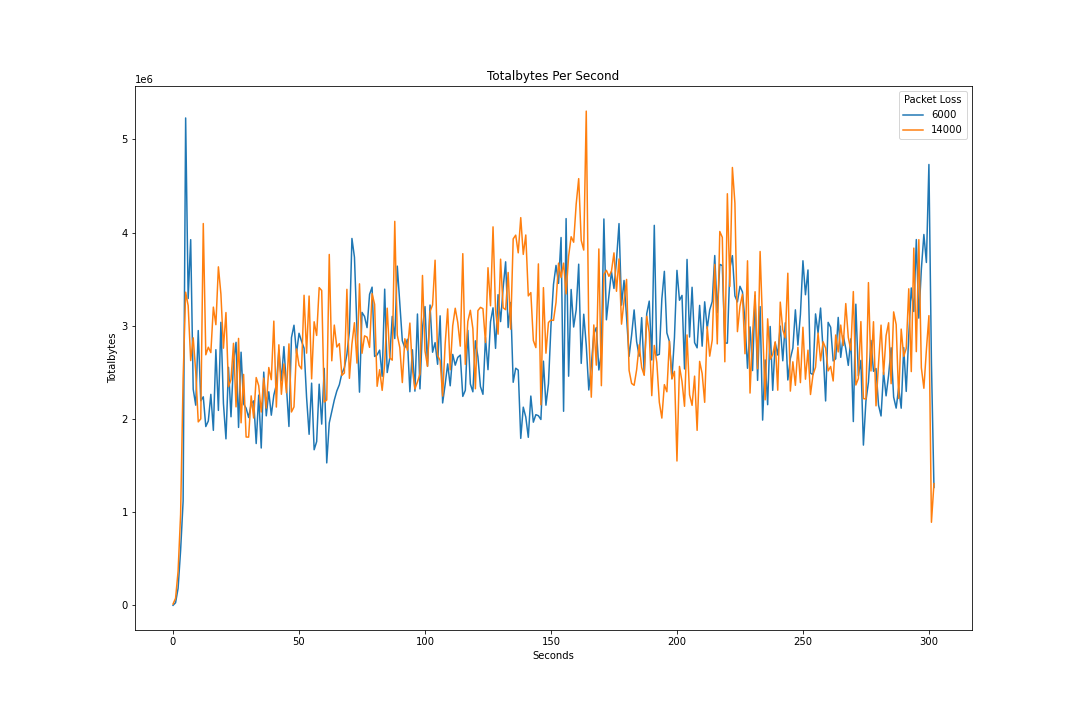 Totalbytes Per Second
1e6
Packet Loss
6000
14000
Totalbytes
5
4
3
2
1
0
0 50 100 150 200 250 300
Seconds